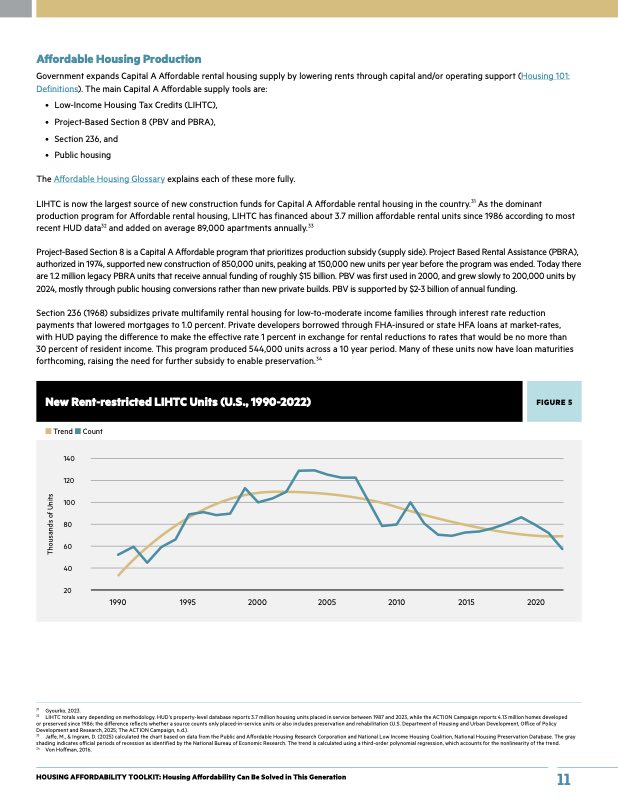 Affordable Housing Production
Government expands Capital A Affordable rental housing supply by lowering rents through capital and/or operating support (Housing 101:
Definitions). The main Capital A Affordable supply tools are:
• Low-Income Housing Tax Credits (LIHTC),
• Project-Based Section 8 (PBV and PBRA),
• Section 236, and
• Public housing
The Affordable Housing Glossary explains each of these more fully.
LIHTC is now the largest source of new construction funds for Capital A Affordable rental housing in the country.31 As the dominant
production program for Affordable rental housing, LIHTC has financed about 3.7 million affordable rental units since 1986 according to most
recent HUD data32 and added on average 89,000 apartments annually.33
Project-Based Section 8 is a Capital A Affordable program that prioritizes production subsidy (supply side). Project Based Rental Assistance (PBRA),
authorized in 1974, supported new construction of 850,000 units, peaking at 150,000 new units per year before the program was ended. Today there
are 1.2 million legacy PBRA units that receive annual funding of roughly $15 billion. PBV was first used in 2000, and grew slowly to 200,000 units by
2024, mostly through public housing conversions rather than new private builds. PBV is supported by $2-3 billion of annual funding.
Section 236 (1968) subsidizes private multifamily rental housing for low-to-moderate income families through interest rate reduction
payments that lowered mortgages to 1.0 percent. Private developers borrowed through FHA-insured or state HFA loans at market-rates,
with HUD paying the difference to make the effective rate 1 percent in exchange for rental reductions to rates that would be no more than
30 percent of resident income. This program produced 544,000 units across a 10 year period. Many of these units now have loan maturities
forthcoming, raising the need for further subsidy to enable preservation.34
New Rent-restricted LIHTC Units (U.S., 1990-2022)
FIGURE 5
Trend Count
Thousands of Units
140
120
100
80
60
40
20
1990 1995 2000 2005 2010 2015 2020
31 Gyourko, 2023.
32 LIHTC totals vary depending on methodology. HUD's property-level database reports 3.7 million housing units placed in service between 1987 and 2023, while the ACTION Campaign reports 4.13 million homes developed
or preserved since 1986; the difference reflects whether a source counts only placed-in-service units or also includes preservation and rehabilitation (U.S. Department of Housing and Urban Development, Office of Policy
Development and Research, 2025; The ACTION Campaign, n.d.).
33 Jaffe, M., & Ingram, D. (2025) calculated the chart based on data from the Public and Affordable Housing Research Corporation and National Low Income Housing Coalition, National Housing Preservation Database. The gray
shading indicates official periods of recession as identified by the National Bureau of Economic Research. The trend is calculated using a third-order polynomial regression, which accounts for the nonlinearity of the trend.
34 Von Hoffman, 2016.
HOUSING AFFORDABILITY TOOLKIT: Housing Affordability Can Be Solved in This Generation
11